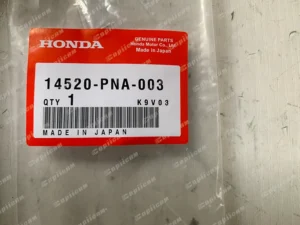 HONDA
GENUINE PARTS
Honda Motor Co., Ltd.
Made in Japan
14520-PNA-003
QTY 1 K9V03
MADE IN JAPAN